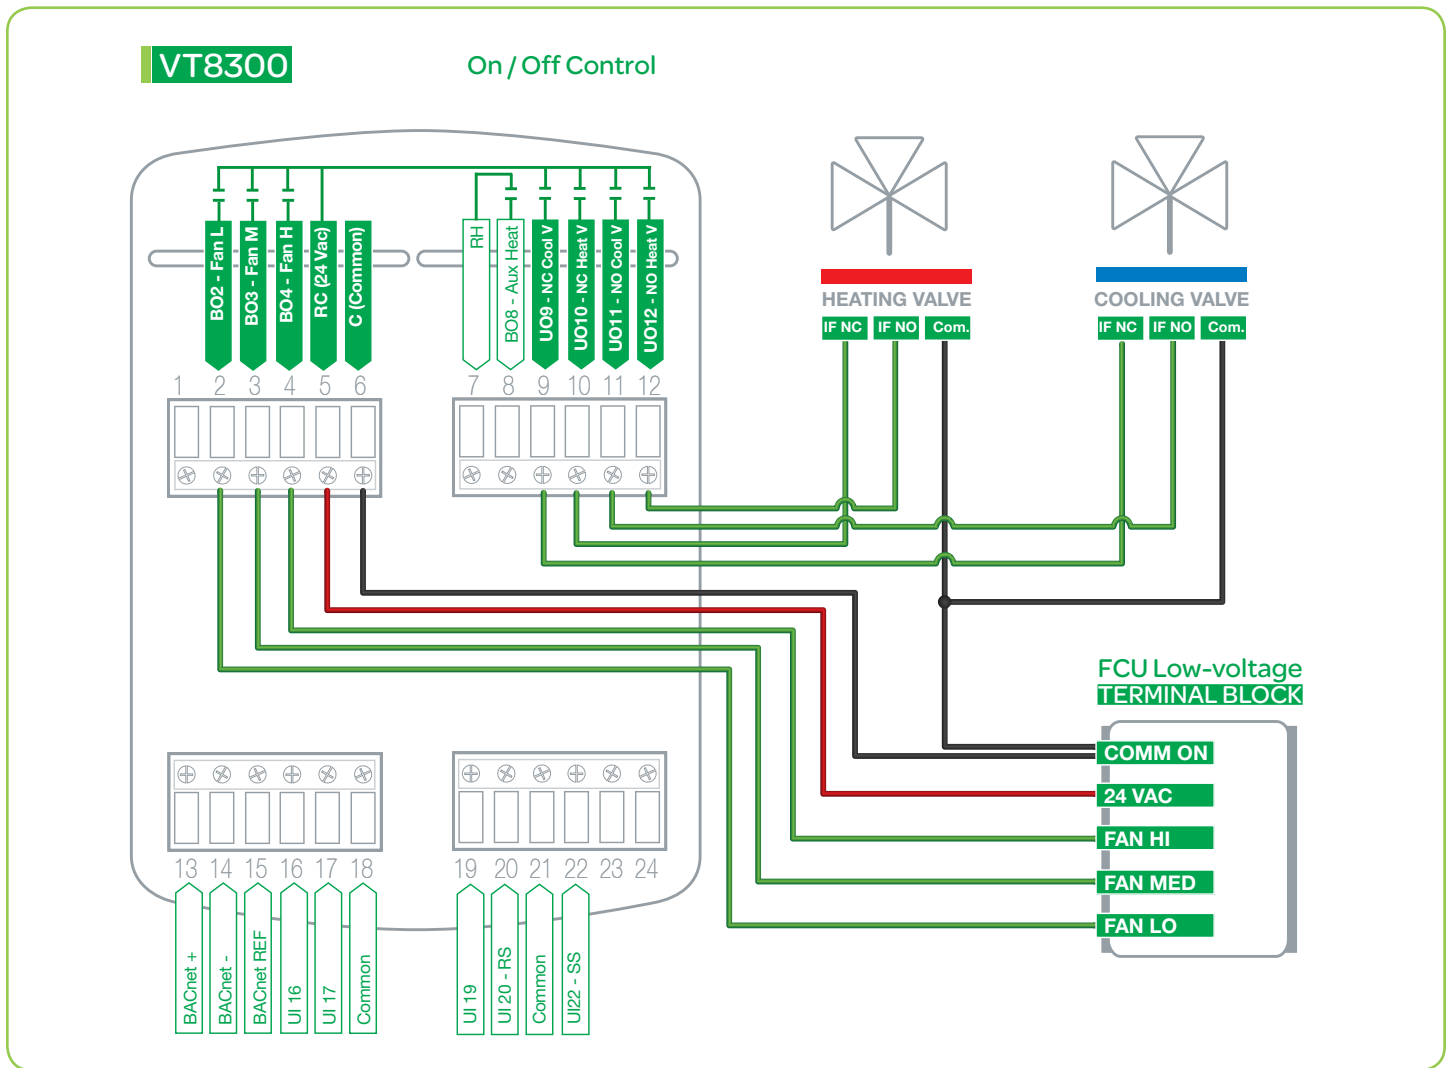 VT8300
On / Off Control
BO2 - Fan L
BO3 - Fan M
BO4 - Fan H
RC (24 Vac)
C (Common)
RH
BO8 - Aux Heat
UO9 - NC Cool V
UO10 - NC Heat V
UO11 - NO Cool V
UO12 - NO Heat V
1 2 3 4 5 6
7 8 9 10 11 12
HEATING VALVE
IF NC IF NO Com.
COOLING VALVE
IF NC IF NO Com.
FCU Low-voltage
TERMINAL BLOCK
COMM ON
24 VAC
FAN HI
FAN MED
FAN LO
13 14 15 16 17 18
19 20 21 22 23 24
BACnet +
BACnet -
BACnet REF
UI 16
UI 17
Common
UI 19
UI 20 - RS
Common
UI22 - SS